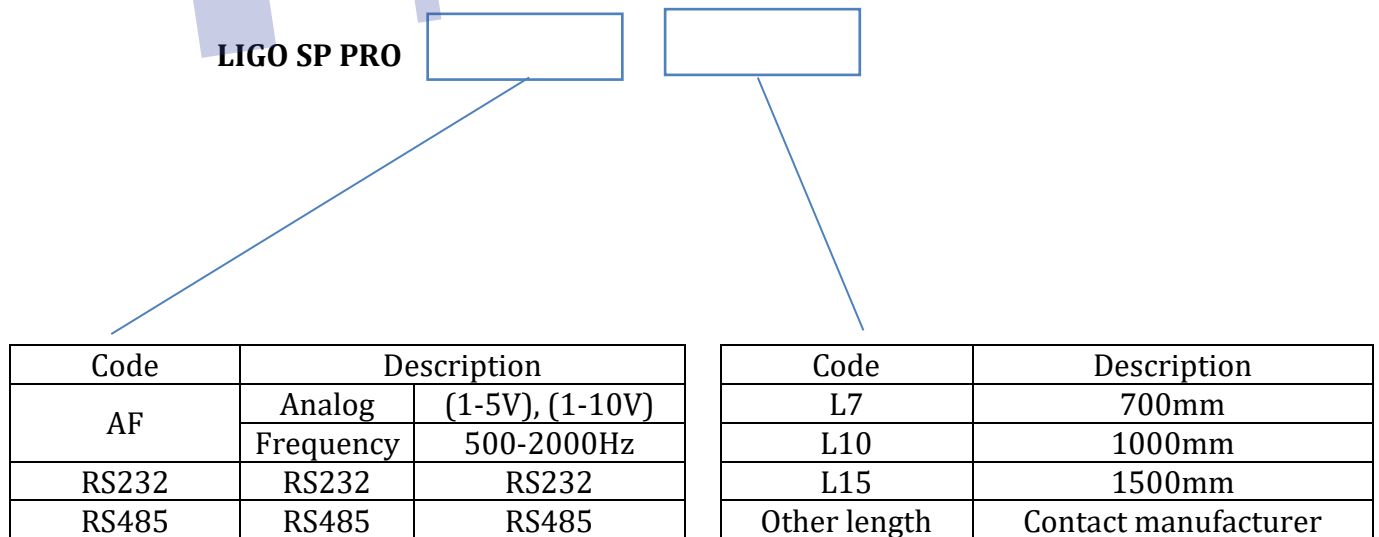 LIGO SP PRO
Code Description
AF Analog (1-5V), (1-10V)
Frequency 500-2000Hz
RS232 RS232 RS232
RS485 RS485 RS485
Code Description
L7 700mm
L10 1000mm
L15 1500mm
Other length Contact manufacturer